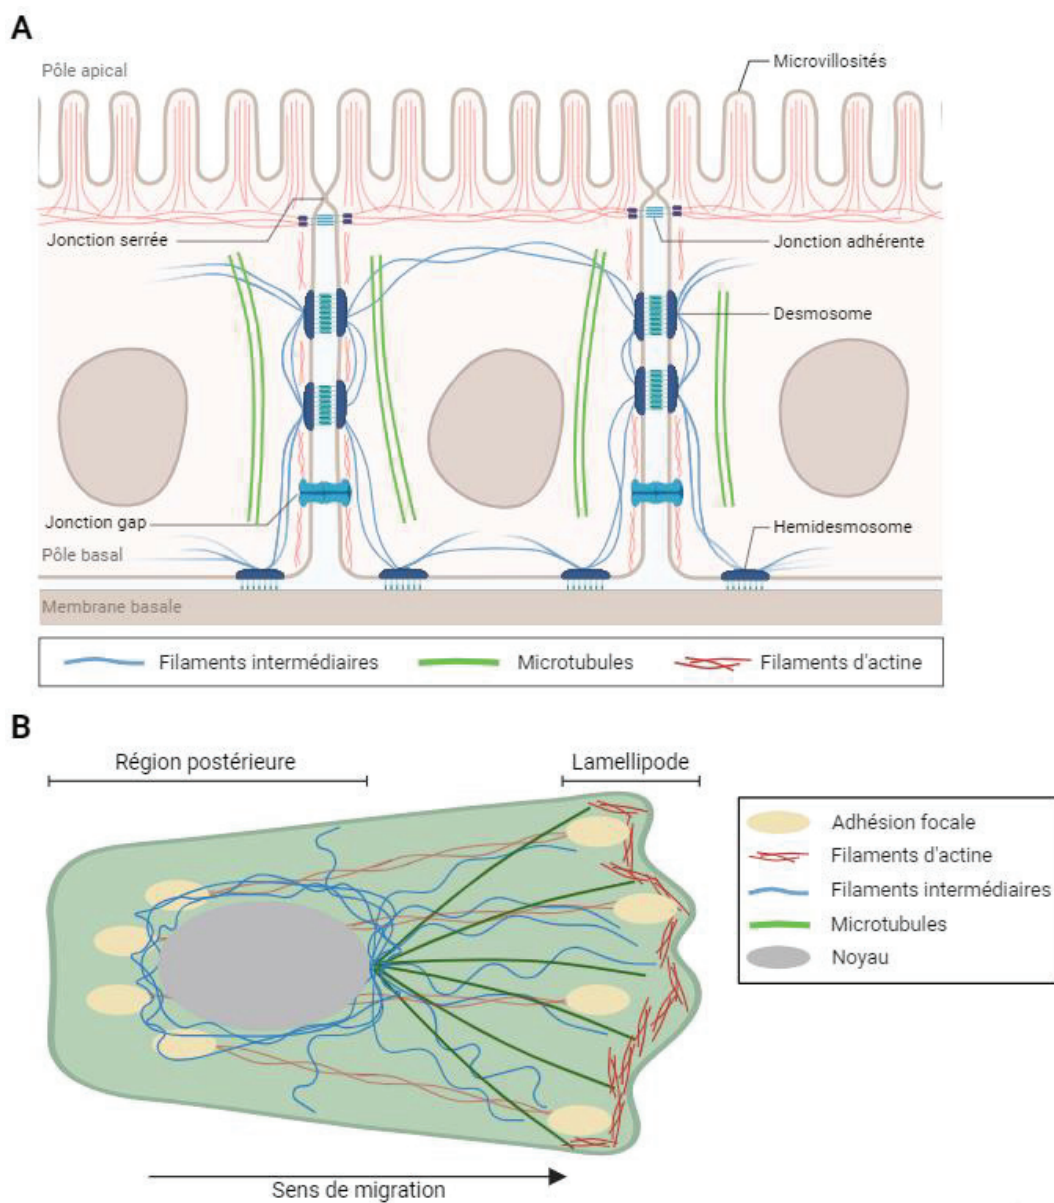 A
Pôle apical
Microvillosités
Jonction serrée
Jonction adhérente
Desmosome
Jonction gap
Hemidesmosome
Pôle basal
Membrane basale
Filaments intermédiaires
Microtubules
Filaments d'actine
B
Région postérieure
Lamellipode
Adhésion focale
Filaments d'actine
Filaments intermédiaires
Microtubules
Noyau
Sens de migration